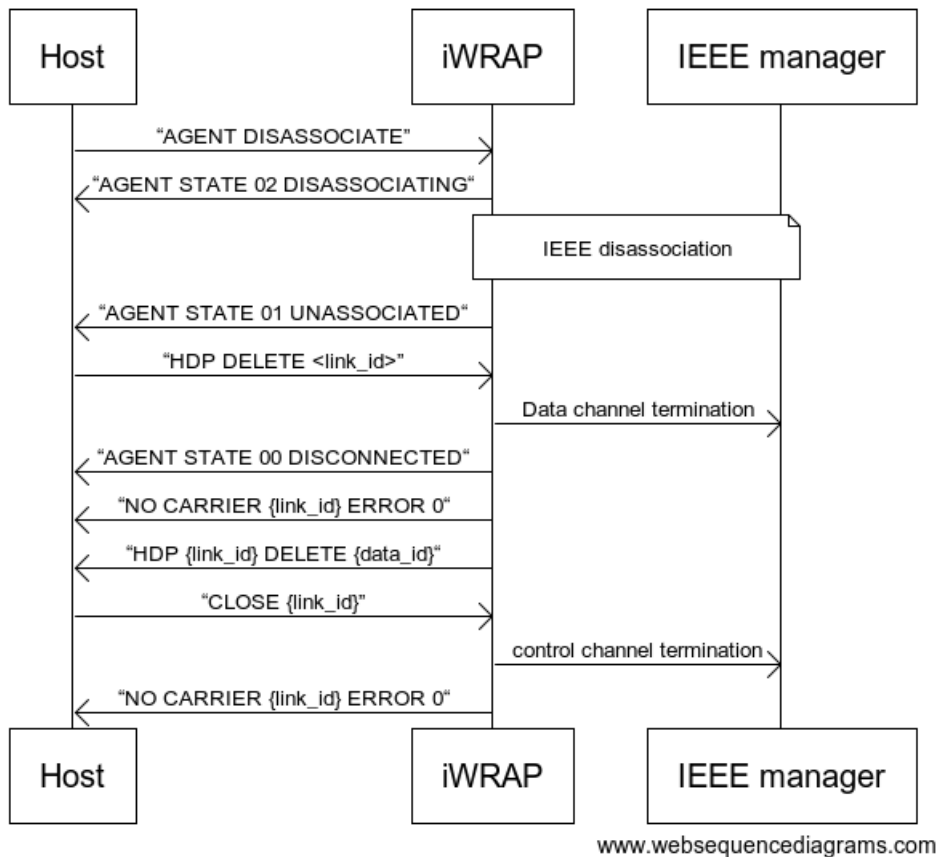 Host
iWRAP
IEEE manager
“AGENT DISASSOCIATE”
“AGENT STATE 02 DISASSOCIATING“
IEEE disassociation
“AGENT STATE 01 UNASSOCIATED“
“HDP DELETE <link_id>”
Data channel termination
“AGENT STATE 00 DISCONNECTED“
“NO CARRIER {link_id} ERROR 0“
“HDP {link_id} DELETE {data_id}“
“CLOSE {link_id}”
control channel termination
“NO CARRIER {link_id} ERROR 0“
Host
iWRAP
IEEE manager
www.websequencediagrams.com